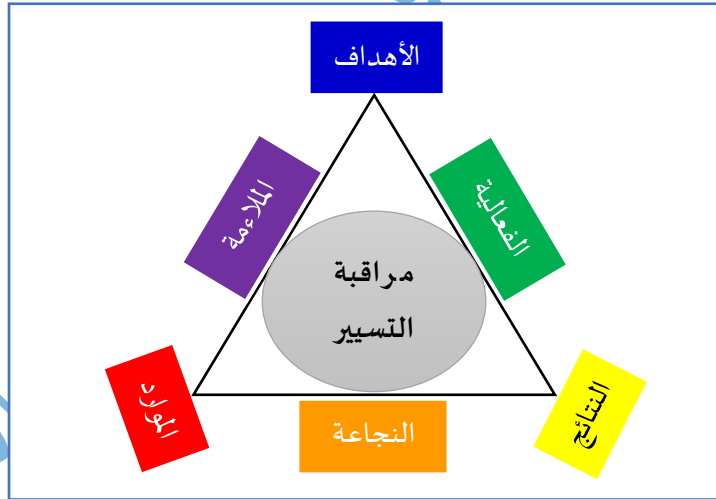 الأهداف
الملاءمة
الفعالية
مراقبة
التسيير
الموارد
النجاعة
النتائج